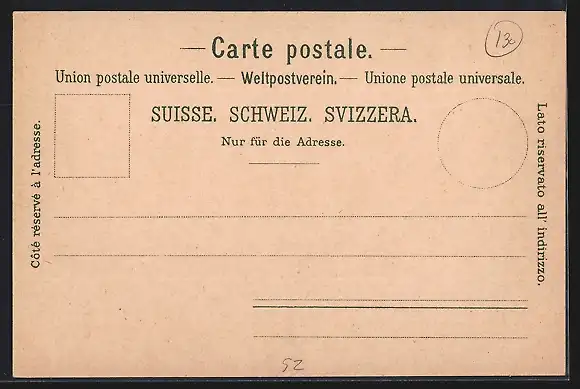 130
— Carte postale. —
Union postale universelle. — Weltpostverein. — Unione postale universale.
SUISSE. SCHWEIZ. SVIZZERA.
Nur für die Adresse.
Côté réservé à l'adresse.
Lato riservato all' indirizzo.
92